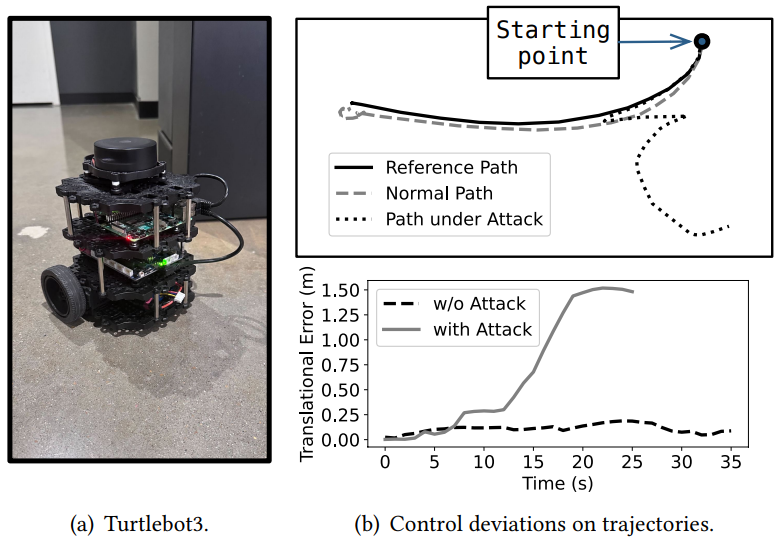 Starting
point
Reference Path
Normal Path
Path under Attack
Translational Error (m)
1.50
1.25
1.00
0.75
0.50
0.25
0.00
w/o Attack
with Attack
0 5 10 15 20 25 30 35
Time (s)
(a) Turtlebot3.
(b) Control deviations on trajectories.